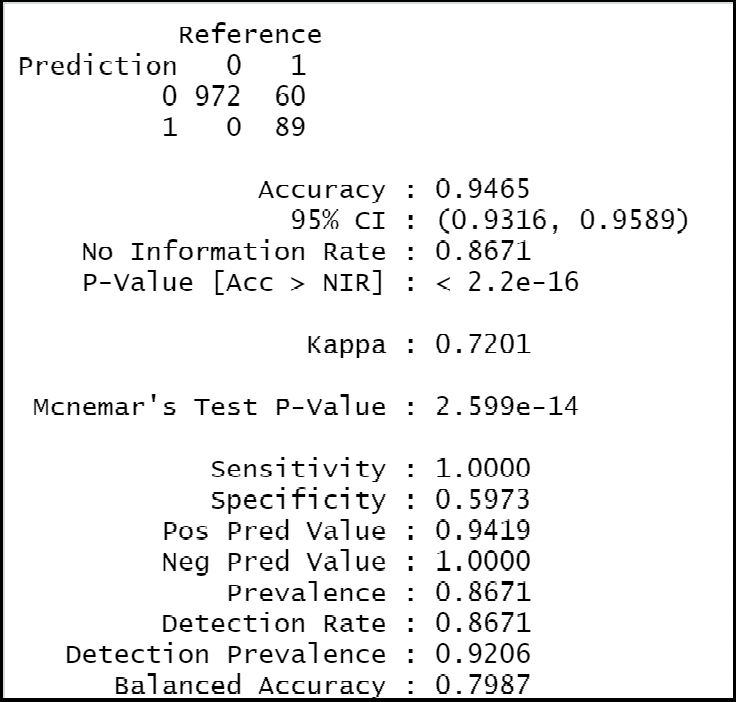 Reference
Prediction 0 1
0 972 60
1 0 89
Accuracy : 0.9465
95% CI : (0.9316, 0.9589)
No Information Rate : 0.8671
P-Value [Acc > NIR] : < 2.2e-16
Kappa : 0.7201
Mcnemar's Test P-Value : 2.599e-14
Sensitivity : 1.0000
Specificity : 0.5973
Pos Pred Value : 0.9419
Neg Pred Value : 1.0000
Prevalence : 0.8671
Detection Rate : 0.8671
Detection Prevalence : 0.9206
Balanced Accuracy : 0.7987